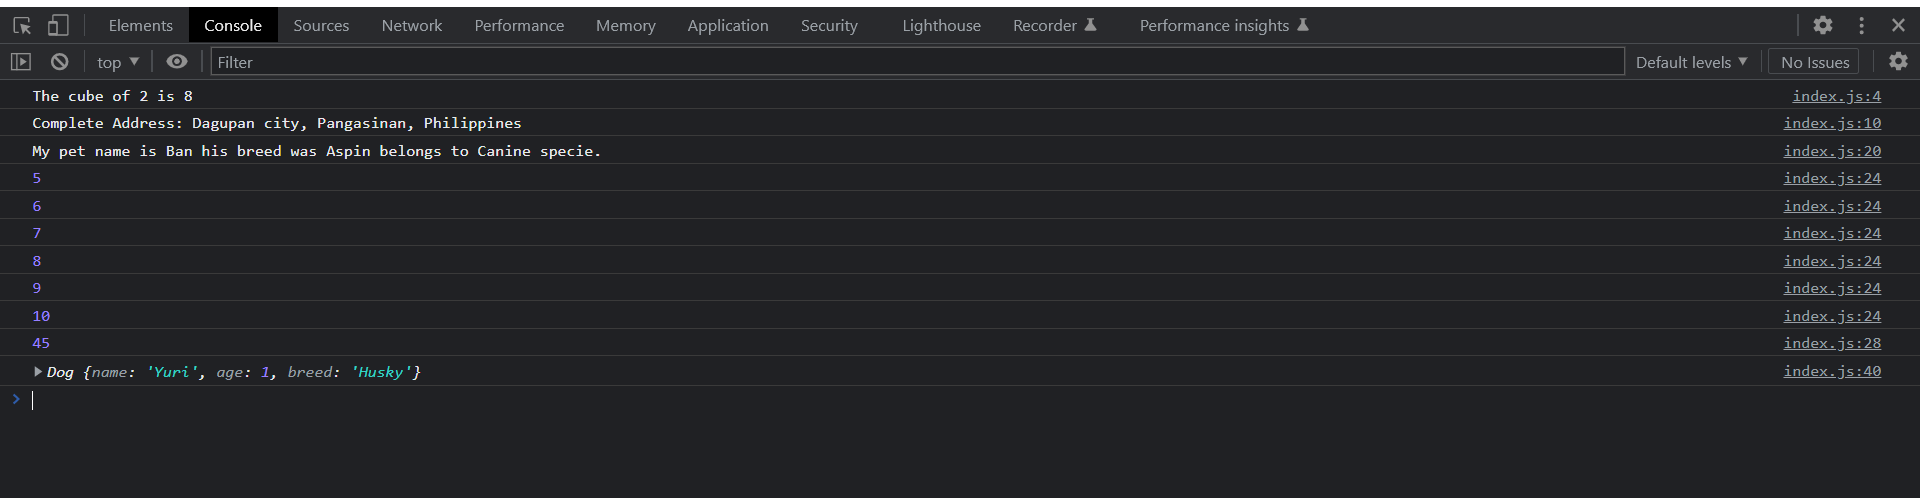 Elements Console Sources Network Performance Memory Application Security Lighthouse Recorder Performance insights
top Filter Default levels No Issues
The cube of 2 is 8 index.js:4
Complete Address: Dagupan city, Pangasinan, Philippines index.js:10
My pet name is Ban his breed was Aspin belongs to Canine specie. index.js:20
5 index.js:24
6 index.js:24
7 index.js:24
8 index.js:24
9 index.js:24
10 index.js:24
45 index.js:28
Dog {name: 'Yuri', age: 1, breed: 'Husky'} index.js:40